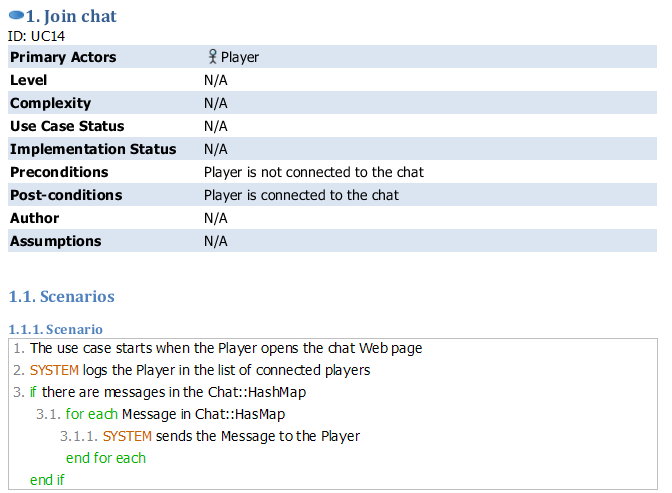 1. Join chat
ID: UC14
Primary Actors Player
Level N/A
Complexity N/A
Use Case Status N/A
Implementation Status N/A
Preconditions Player is not connected to the chat
Post-conditions Player is connected to the chat
Author N/A
Assumptions N/A
1.1. Scenarios
1.1.1. Scenario
1. The use case starts when the Player opens the chat Web page
2. SYSTEM logs the Player in the list of connected players
3. if there are messages in the Chat::HashMap
3.1. for each Message in Chat::HasMap
3.1.1. SYSTEM sends the Message to the Player
end for each
end if